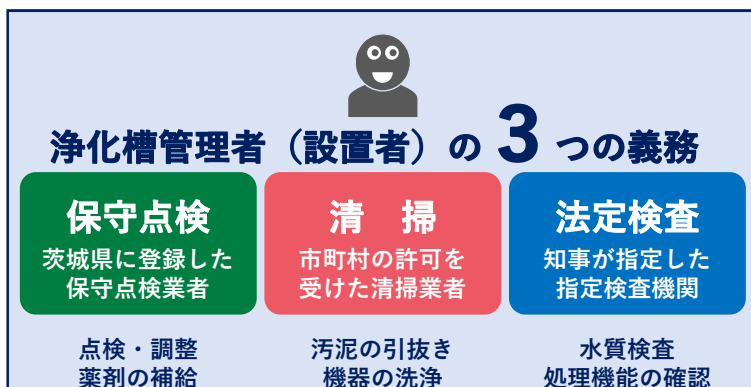 浄化槽管理者（設置者）の 3 つの義務
保守点検
茨城県に登録した
保守点検業者
清　掃
市町村の許可を
受けた清掃業者
法定検査
知事が指定した
指定検査機関
点検・調整
薬剤の補給
汚泥の引抜き
機器の洗浄
水質検査
処理機能の確認